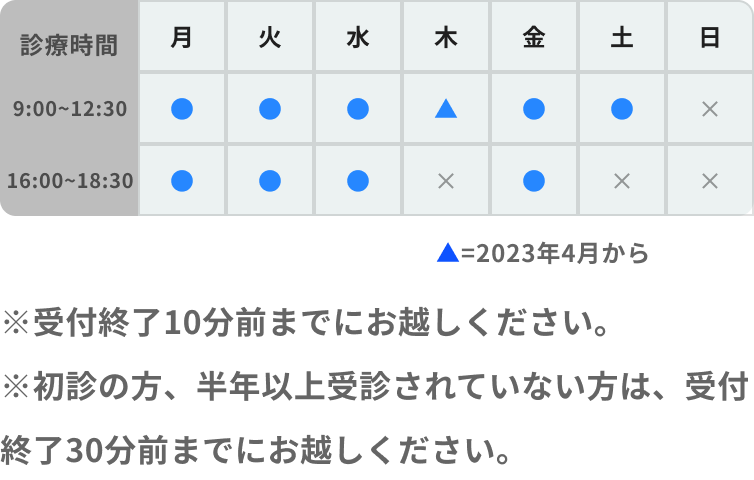 診療時間 月 火 水 木 金 土 日
9:00~12:30 ● ● ● ▲ ● ● ×
16:00~18:30 ● ● ● × ● × ×
▲=2023年4月から
※受付終了10分前までにお越しください。
※初診の方、半年以上受診されていない方は、受付
終了30分前までにお越しください。